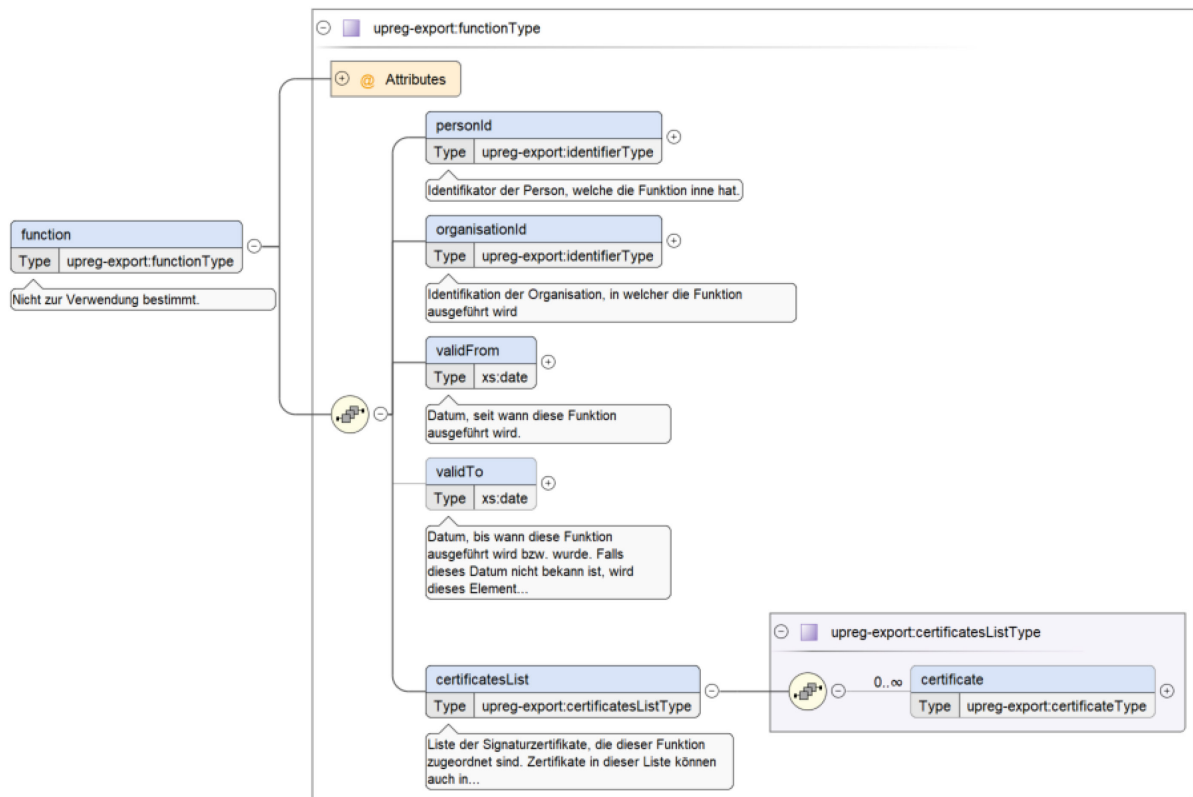 upreg-export:functionType
@ Attributes
personId
Type upreg-export:identifierType
Identifikator der Person, welche die Funktion inne hat.
function
Type upreg-export:functionType
Nicht zur Verwendung bestimmt.
organisationId
Type upreg-export:identifierType
Identifikation der Organisation, in welcher die Funktion
ausgeführt wird
validFrom
Type xs:date
Datum, seit wann diese Funktion
ausgeführt wird.
validTo
Type xs:date
Datum, bis wann diese Funktion
ausgeführt wird bzw. wurde. Falls
dieses Datum nicht bekann ist, wird
dieses Element...
certificatesList
Type upreg-export:certificatesListType
Liste der Signaturzertifikate, die dieser Funktion
zugeordnet sind. Zertifikate in dieser Liste können
auch in...
upreg-export:certificatesListType
0..∞
certificate
Type upreg-export:certificateType